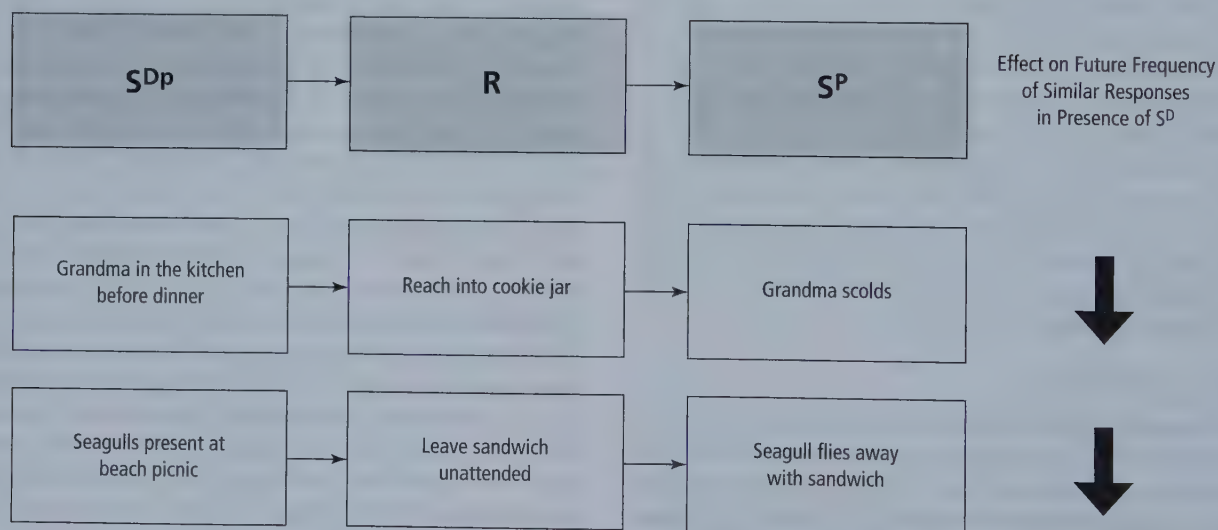 S^Dp
R
S^P
Effect on Future Frequency
of Similar Responses
in Presence of S^D
Grandma in the kitchen
before dinner
Reach into cookie jar
Grandma scolds
Seagulls present at
beach picnic
Leave sandwich
unattended
Seagull flies away
with sandwich